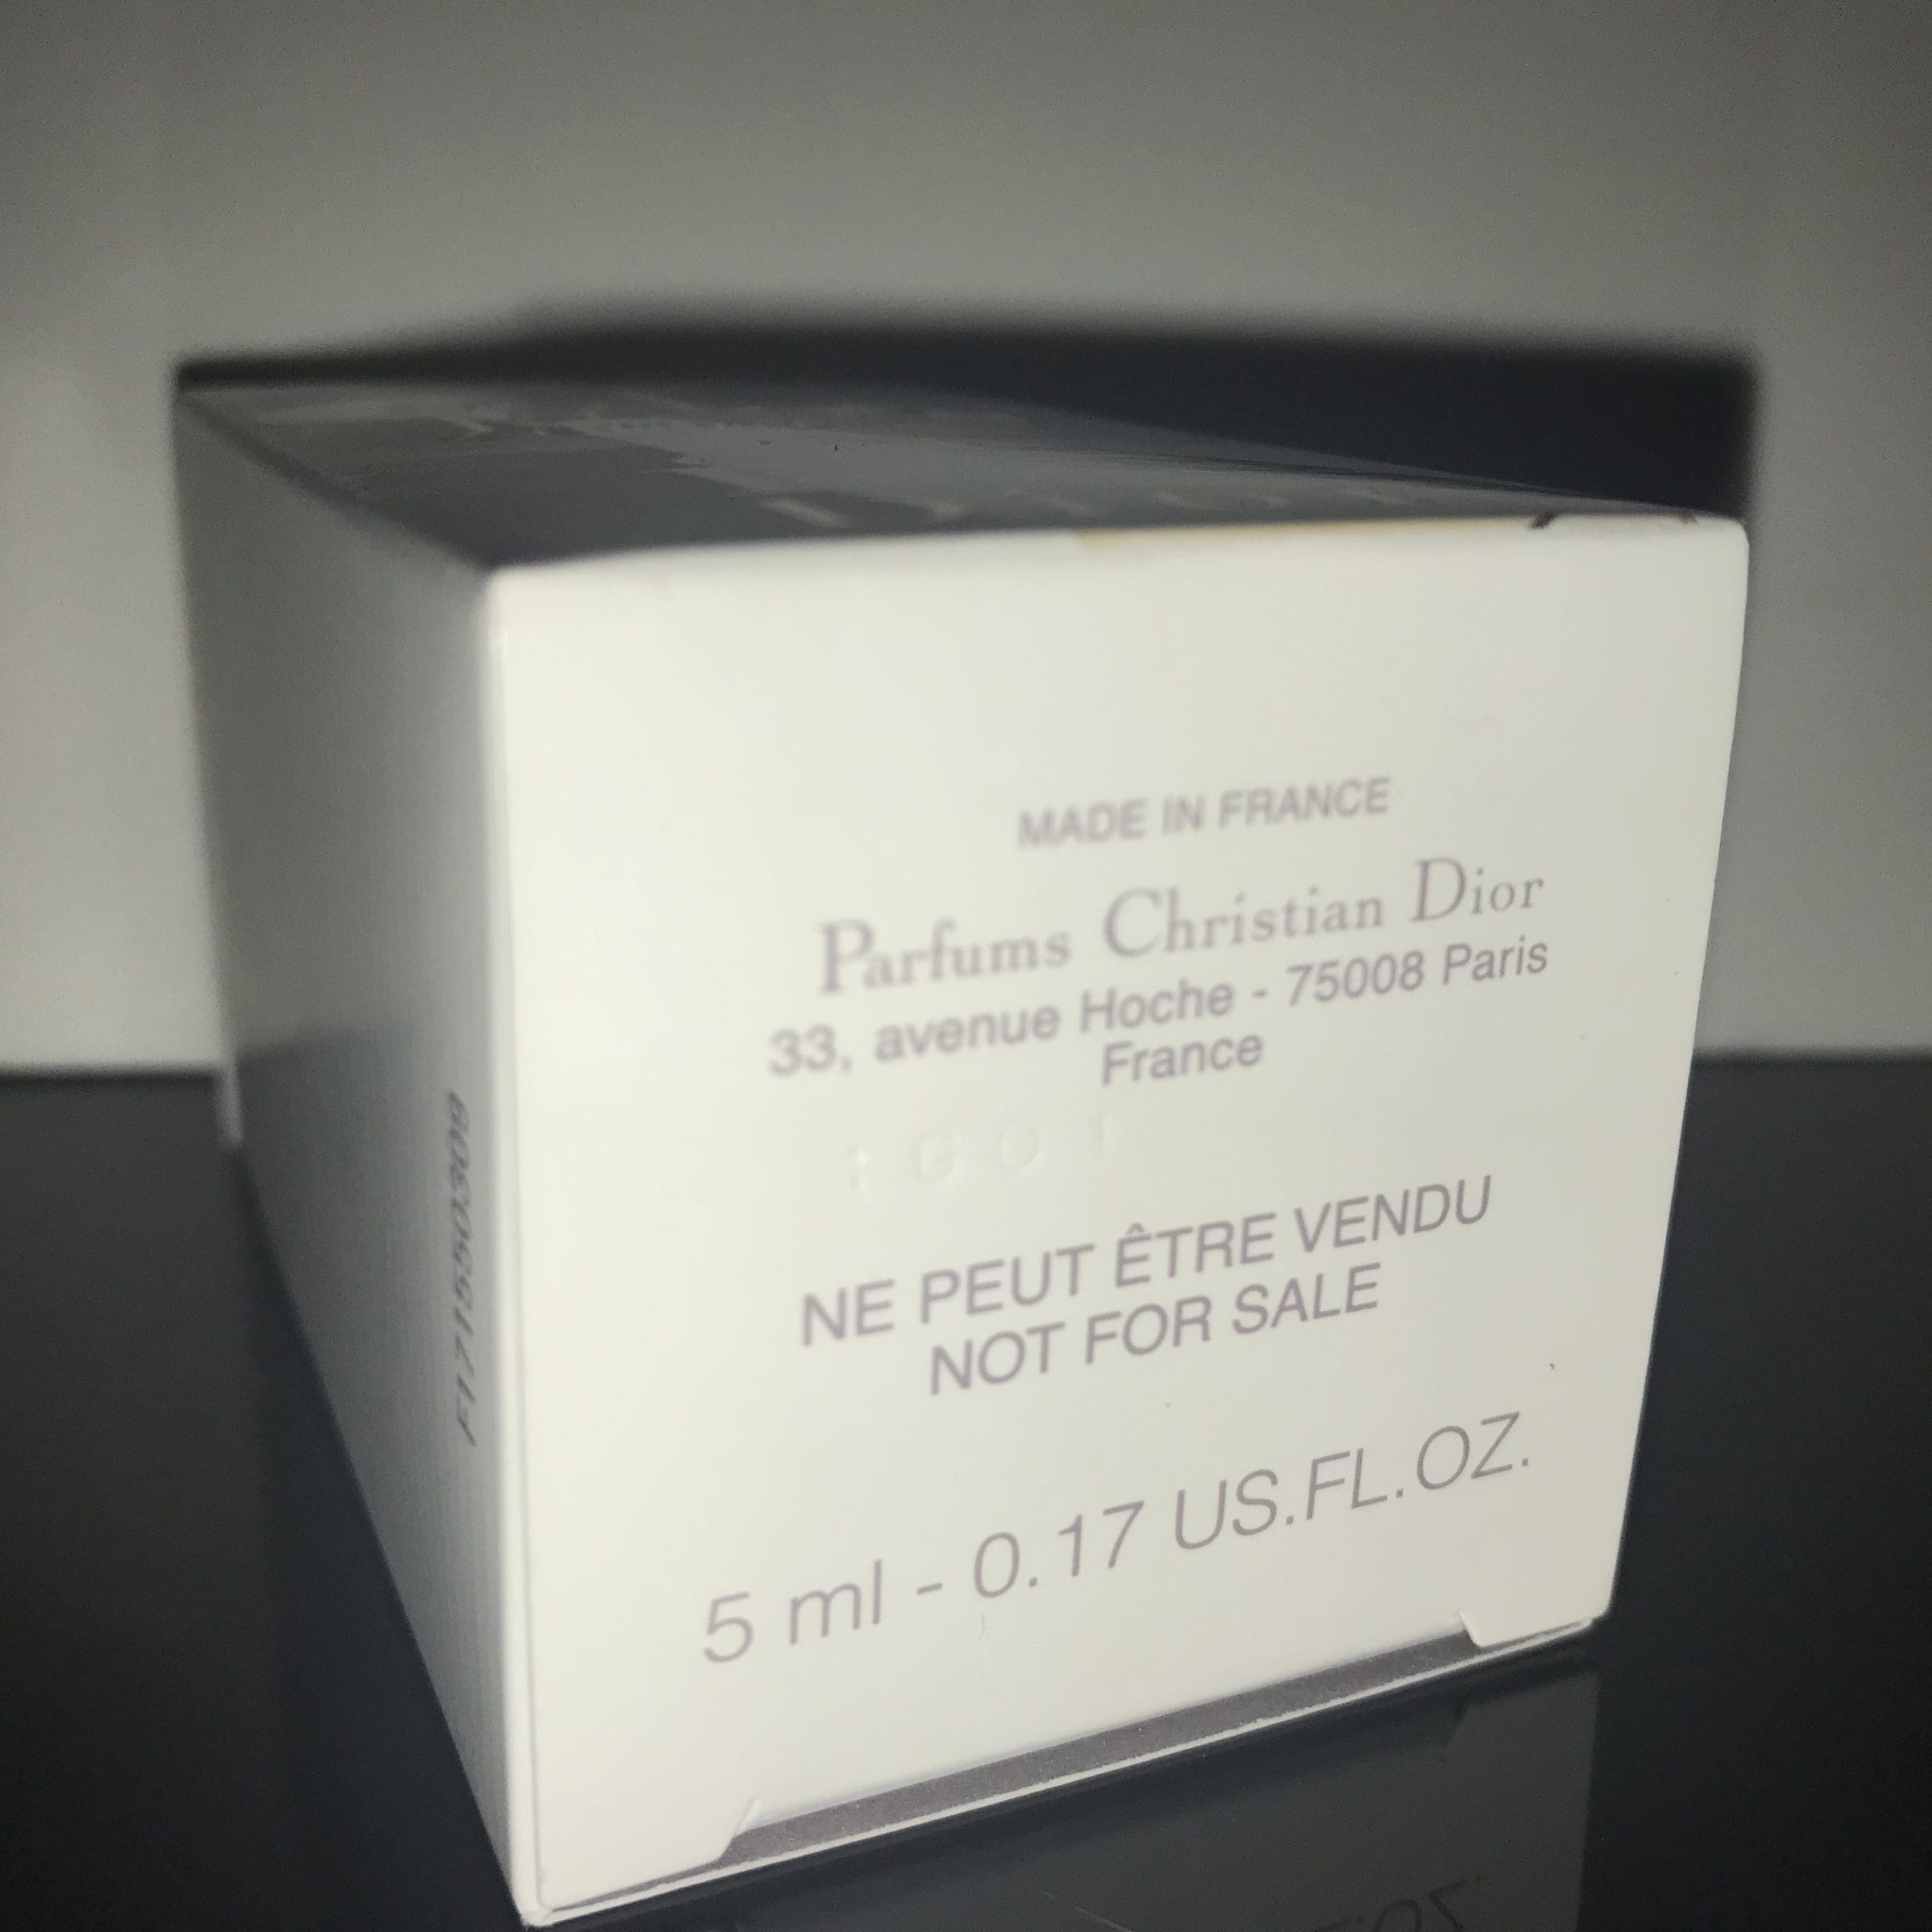 MADE IN FRANCE
Parfums Christian Dior
33, avenue Hoche - 75008 Paris
France
1G01
NE PEUT ÊTRE VENDU
NOT FOR SALE
5 ml - 0.17 US.FL.OZ.